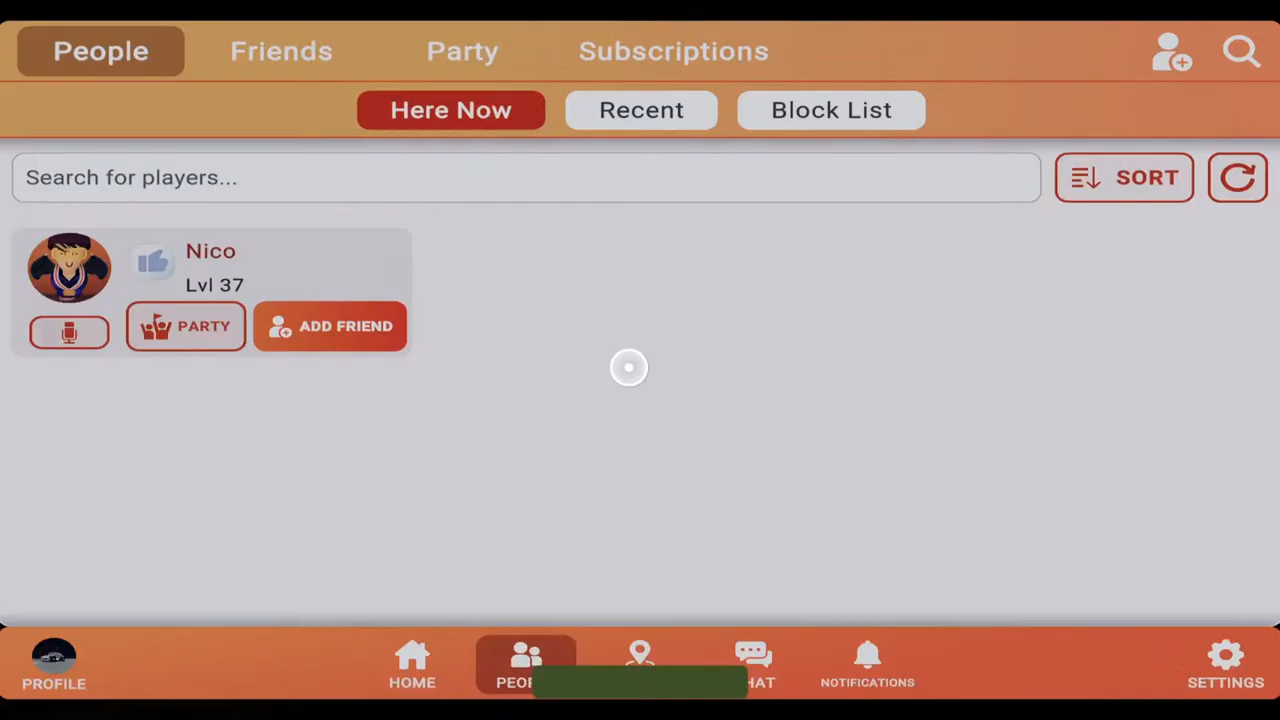 People Friends Party Subscriptions
Here Now Recent Block List
Search for players... SORT
Nico
Lvl 37
PARTY ADD FRIEND
PROFILE HOME NOTIFICATIONS SETTINGS